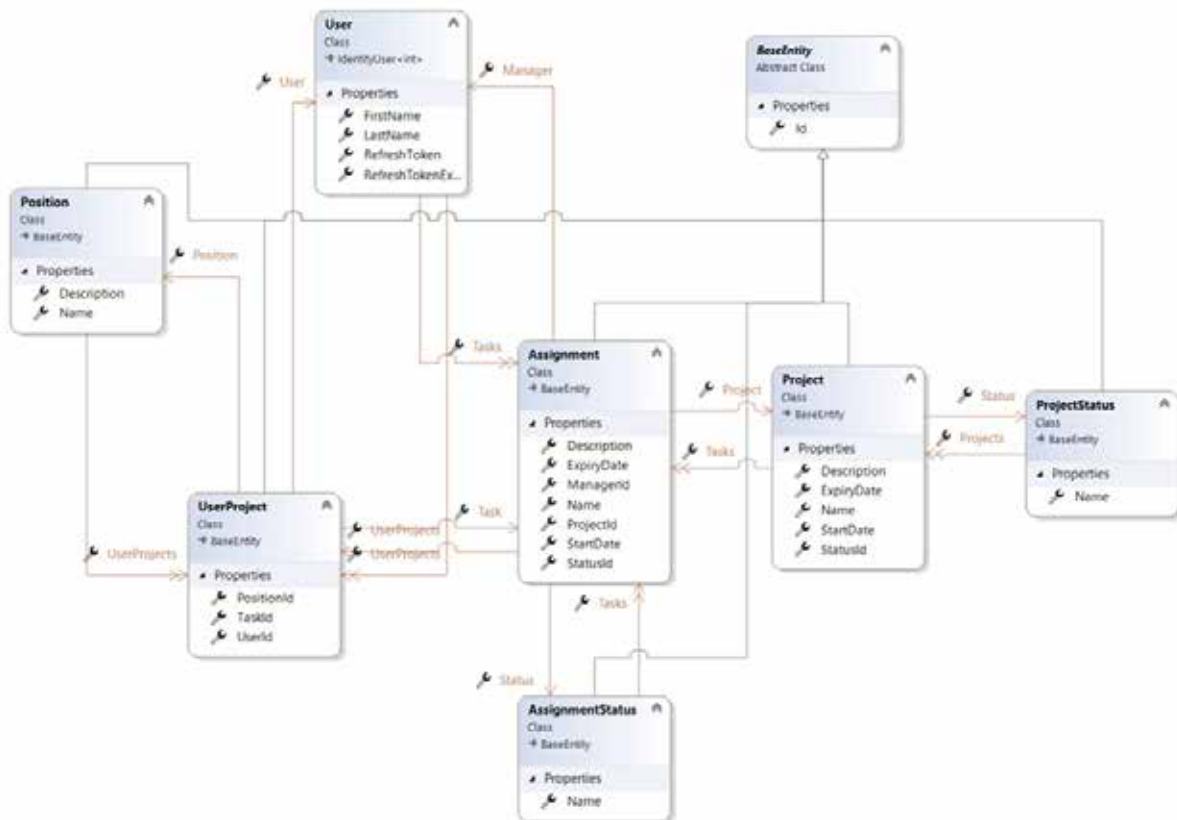 User
Class
IdentityUser<int>
Properties
FirstName
LastName
RefreshToken
RefreshTokenEx...
User
Manager
BaseEntity
Abstract Class
Properties
Id
Position
Class
BaseEntity
Properties
Description
Name
Position
Tasks
Assignment
Class
BaseEntity
Properties
Description
ExpiryDate
ManagerId
Name
ProjectId
StartDate
StatusId
Project
Tasks
Project
Class
BaseEntity
Properties
Description
ExpiryDate
Name
StartDate
StatusId
Status
Projects
ProjectStatus
Class
BaseEntity
Properties
Name
UserProject
Class
BaseEntity
Properties
PositionId
TaskId
UserId
UserProjects
Task
UserProjects
UserProjects
Tasks
Status
AssignmentStatus
Class
BaseEntity
Properties
Name